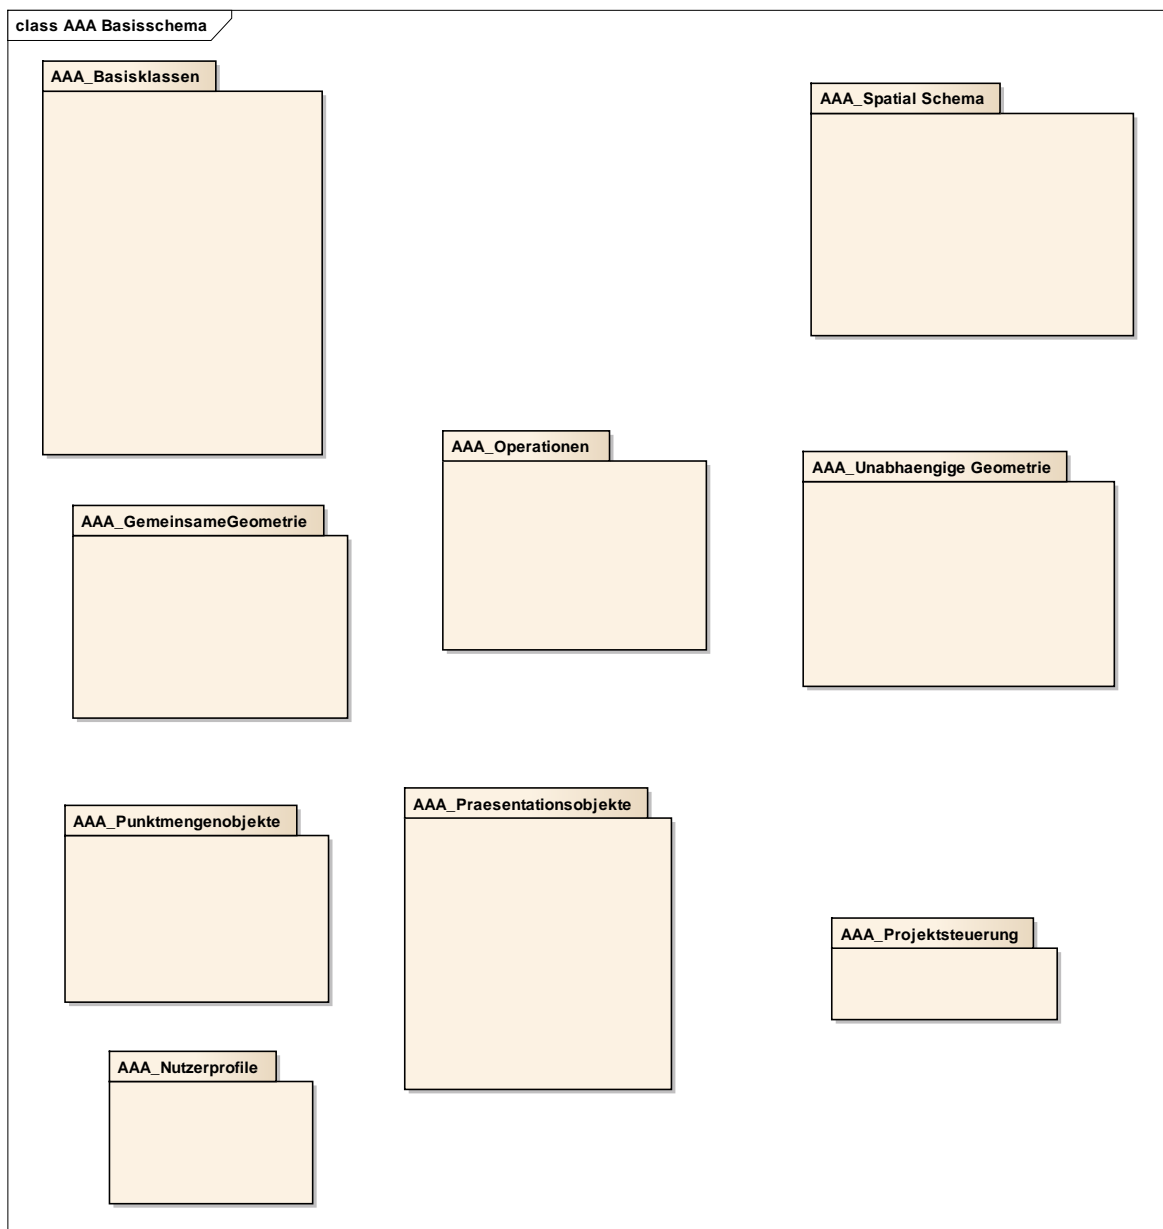 class AAA Basisschema
AAA_Basisklassen
AAA_Spatial Schema
AAA_Operationen
AAA_Unabhaengige Geometrie
AAA_GemeinsameGeometrie
AAA_Praesentationsobjekte
AAA_Punktmengenobjekte
AAA_Projektsteuerung
AAA_Nutzerprofile